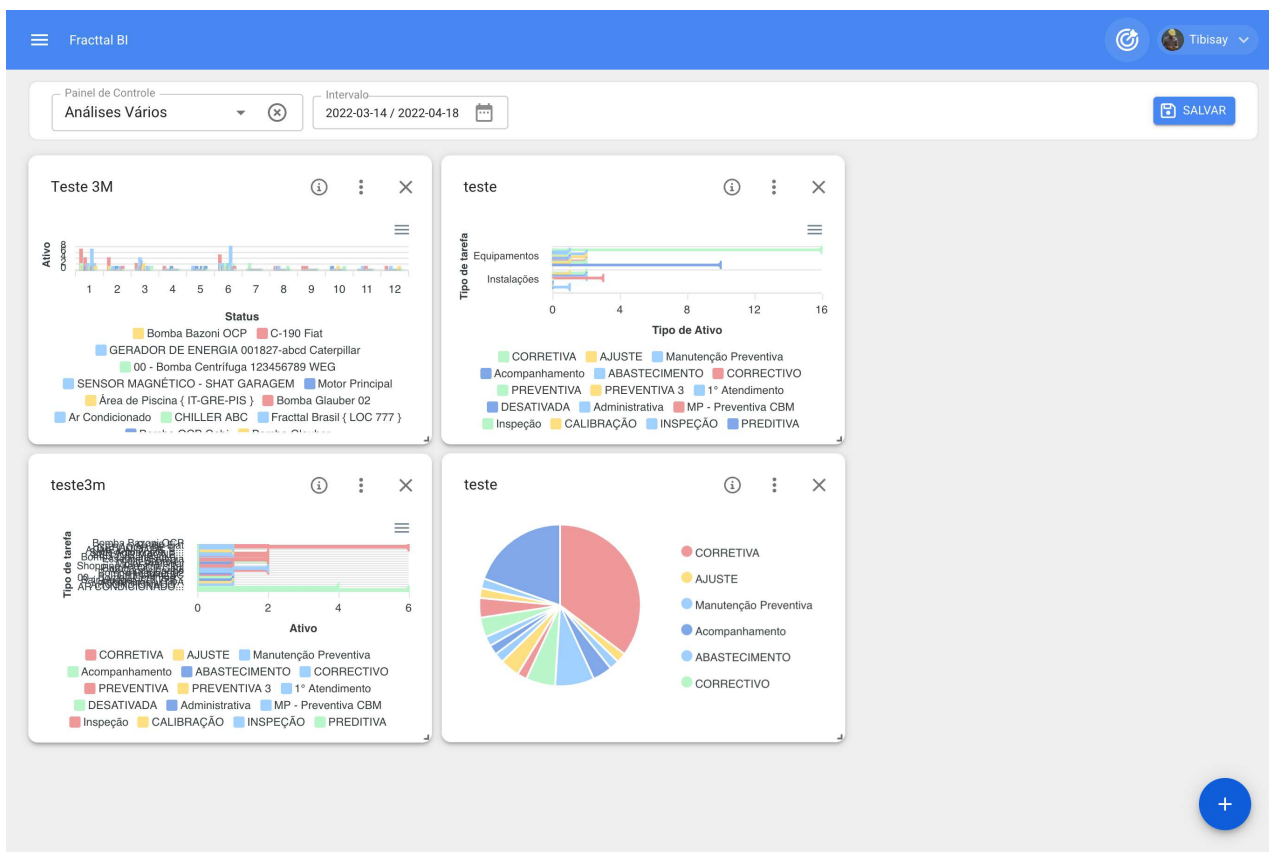 Fracttal BI
Tibisay
Painel de Controle
Análises Vários
Intervalo
2022-03-14 / 2022-04-18
SALVAR
Teste 3M
Ativo
8
6
4
2
0
1 2 3 4 5 6 7 8 9 10 11 12
Status
Bomba Bazoni OCP C-190 Fiat
GERADOR DE ENERGIA 001827-abcd Caterpillar
00 - Bomba Centrífuga 123456789 WEG
SENSOR MAGNÉTICO - SHAT GARAGEM Motor Principal
Área de Piscina { IT-GRE-PIS } Bomba Glauber 02
Ar Condicionado CHILLER ABC Fracttal Brasil { LOC 777 }
teste
Tipo de tarefa
Equipamentos
Instalações
0 4 8 12 16
Tipo de Ativo
CORRETIVA AJUSTE Manutenção Preventiva
Acompanhamento ABASTECIMENTO CORRECTIVO
PREVENTIVA PREVENTIVA 3 1° Atendimento
DESATIVADA Administrativa MP - Preventiva CBM
Inspeção CALIBRAÇÃO INSPEÇÃO PREDITIVA
teste3m
Tipo de tarefa
AR CONDICIONADO...
0 2 4 6
Ativo
CORRETIVA AJUSTE Manutenção Preventiva
Acompanhamento ABASTECIMENTO CORRECTIVO
PREVENTIVA PREVENTIVA 3 1° Atendimento
DESATIVADA Administrativa MP - Preventiva CBM
Inspeção CALIBRAÇÃO INSPEÇÃO PREDITIVA
teste
CORRETIVA
AJUSTE
Manutenção Preventiva
Acompanhamento
ABASTECIMENTO
CORRECTIVO